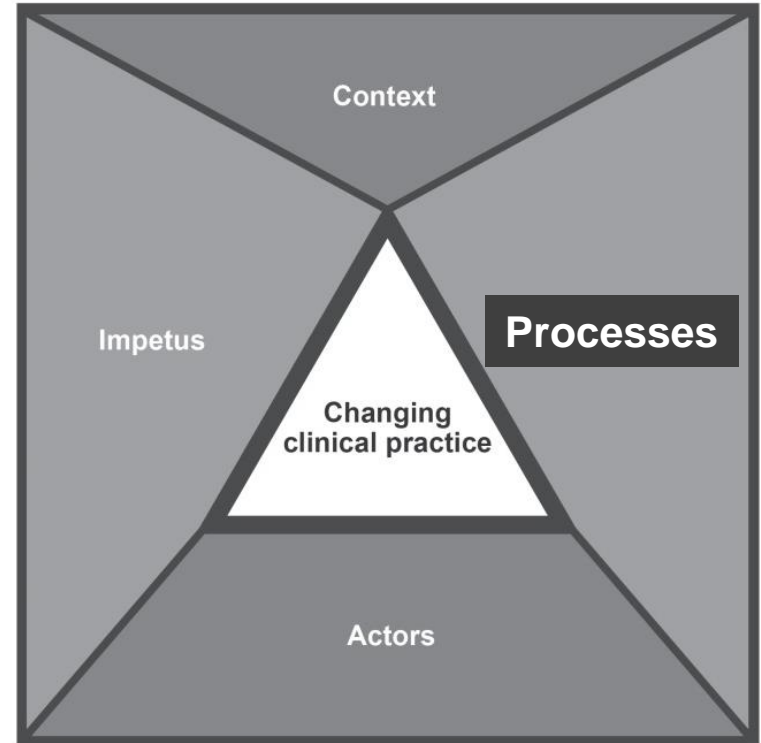 Context
Impetus
Processes
Changing
clinical practice
Actors